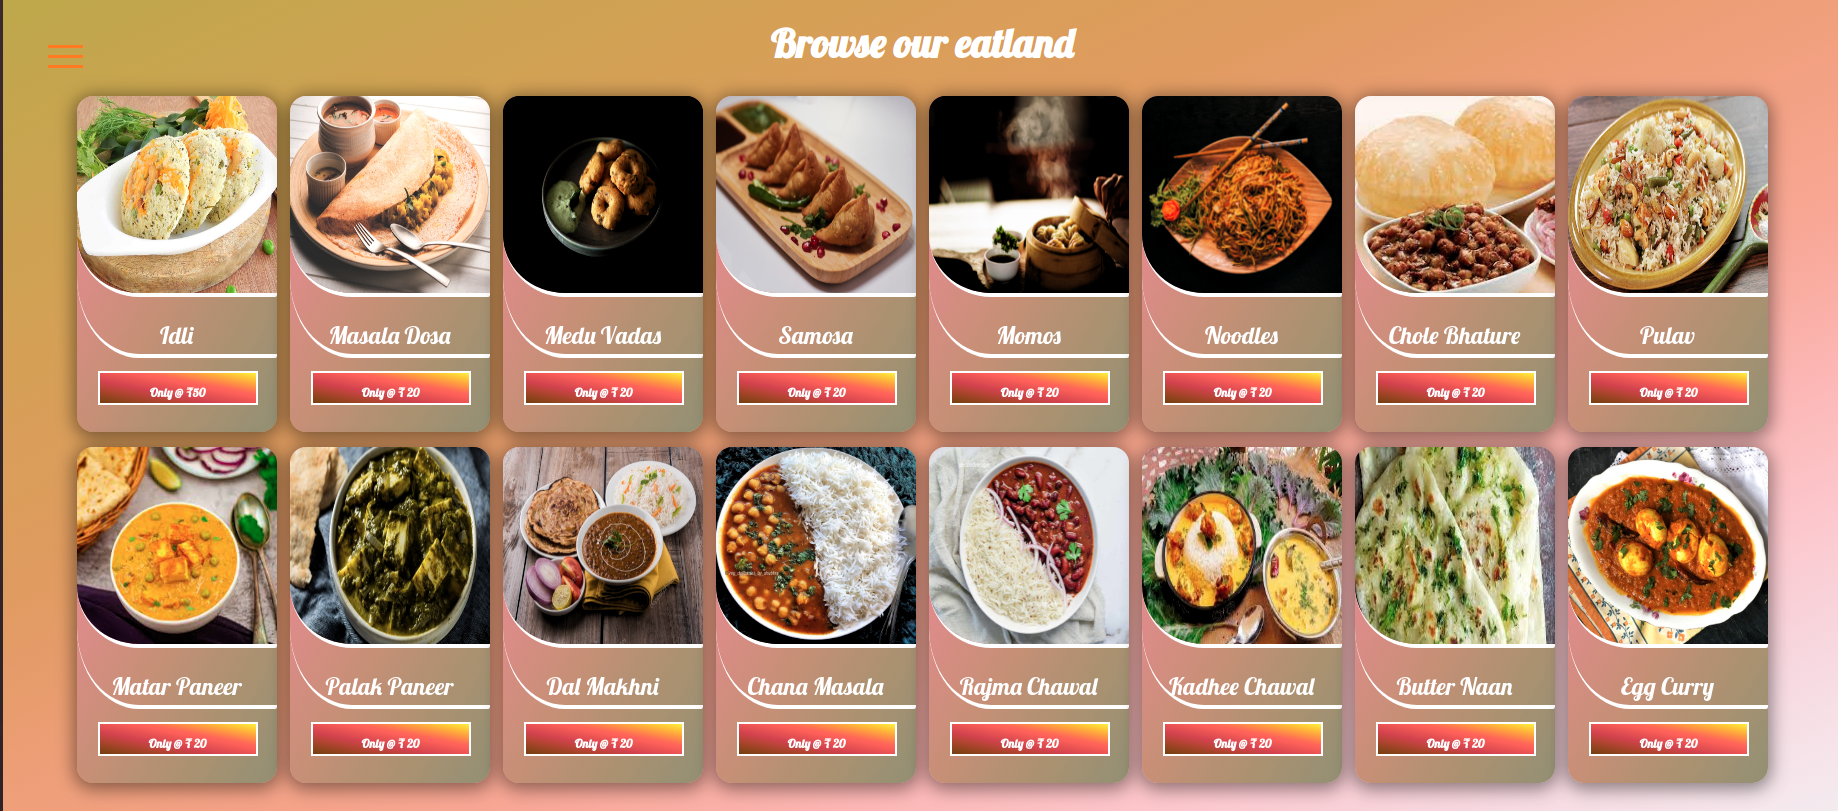 Browse our eatland
Idli
Only @ ₹50
Masala Dosa
Only @ ₹ 20
Medu Vadas
Only @ ₹ 20
Samosa
Only @ ₹ 20
Momos
Only @ ₹ 20
Noodles
Only @ ₹ 20
Chole Bhature
Only @ ₹ 20
Pulav
Only @ ₹ 20
Matar Paneer
Only @ ₹ 20
Palak Paneer
Only @ ₹ 20
Dal Makhni
Only @ ₹ 20
Chana Masala
Only @ ₹ 20
Rajma Chawal
Only @ ₹ 20
Kadhee Chawal
Only @ ₹ 20
Butter Naan
Only @ ₹ 20
Egg Curry
Only @ ₹ 20